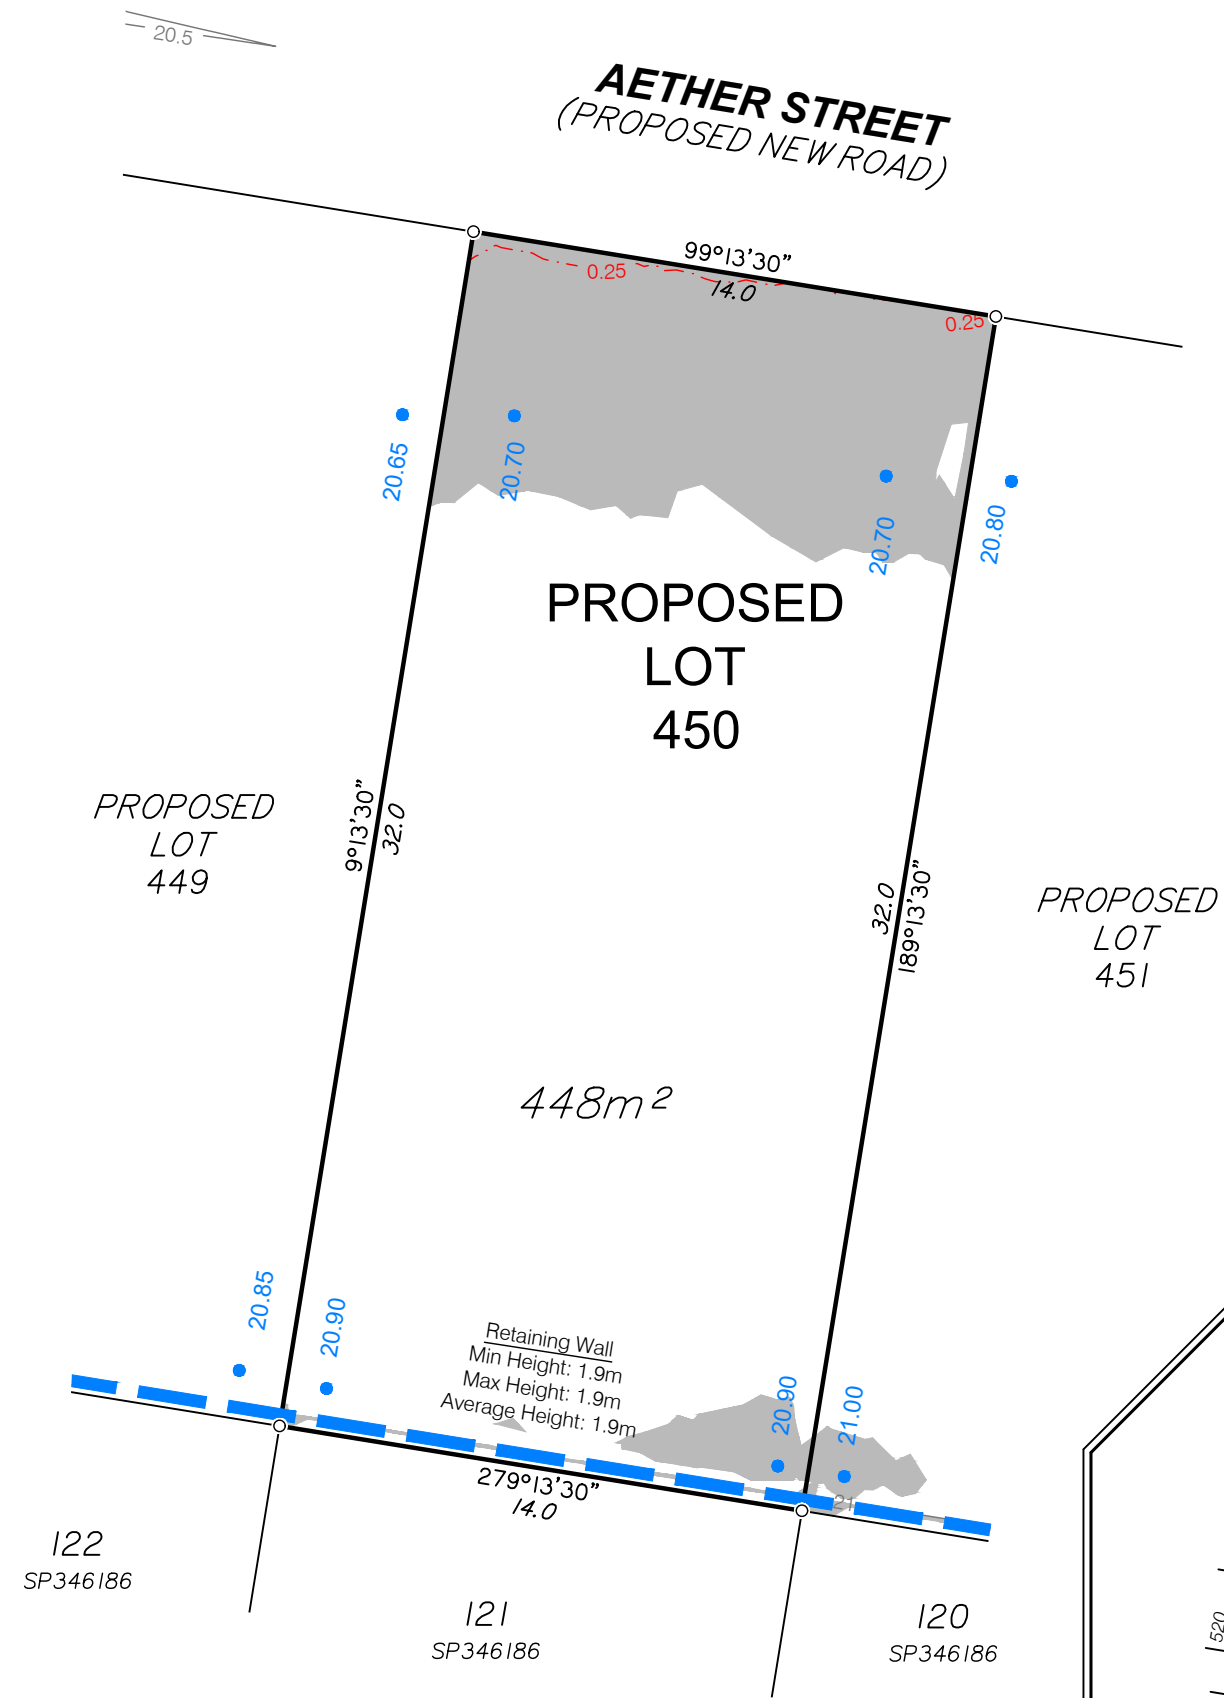 20.5
AETHER STREET
(PROPOSED NEW ROAD)
99°13'30"
14.0
0.25
0.25
20.65
20.70
20.70
20.80
PROPOSED
LOT
450
9°13'30"
32.0
PROPOSED
LOT
449
32.0
189°13'30"
PROPOSED
LOT
451
448m²
20.85
20.90
Retaining Wall
Min Height: 1.9m
Max Height: 1.9m
Average Height: 1.9m
20.90
21.00
21
279°13'30"
14.0
122
SP346186
121
SP346186
120
SP346186
520